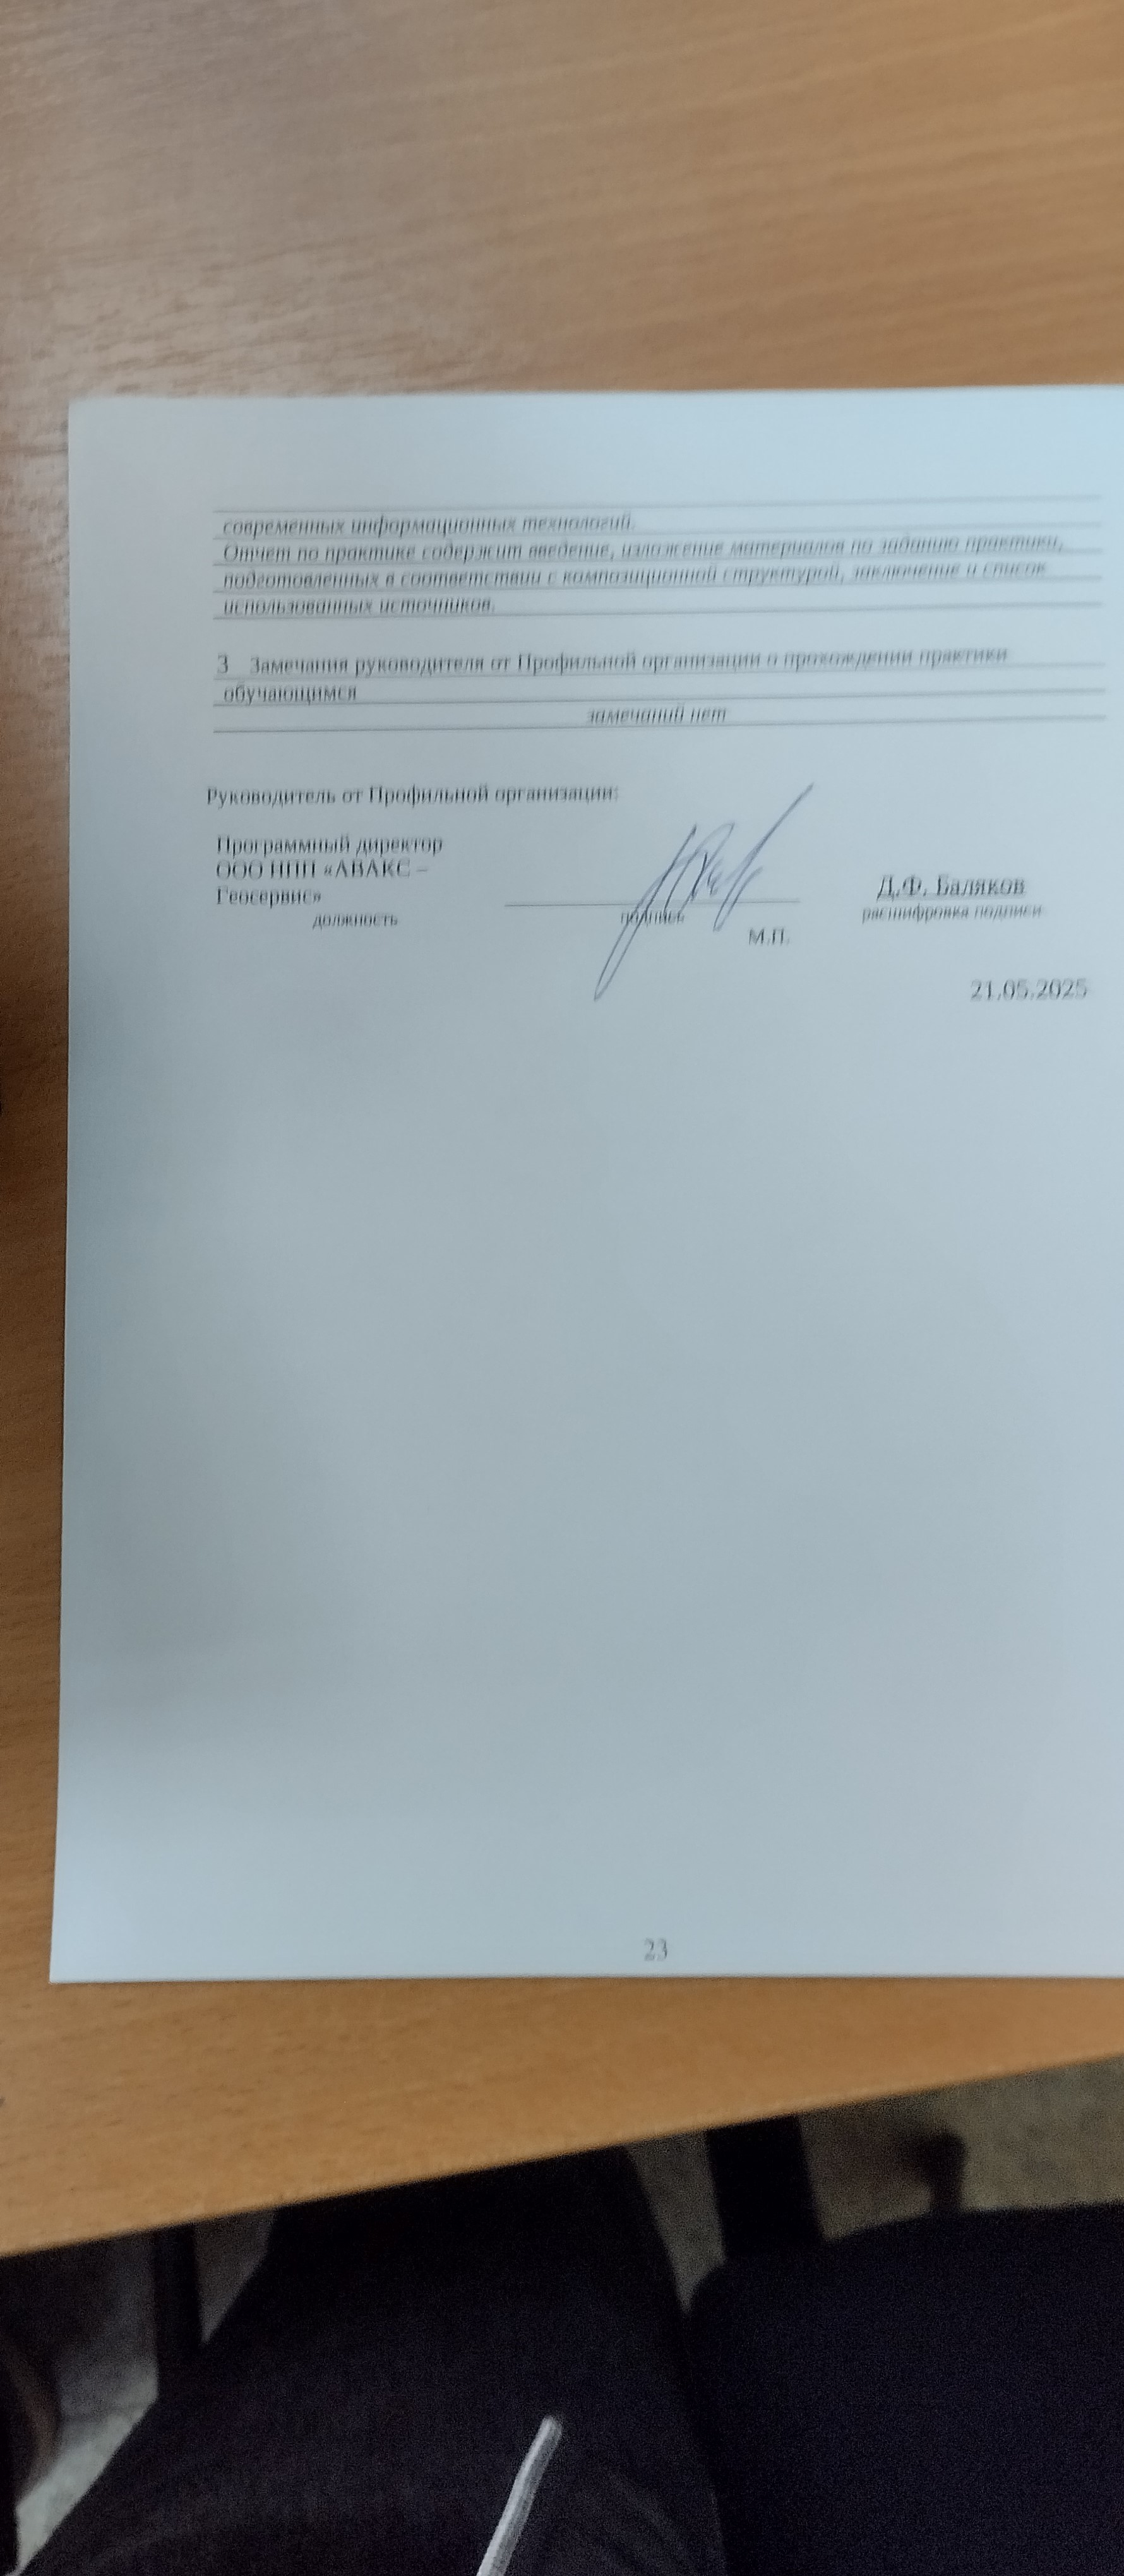 современных информационных технологий.
Отчет по практике содержит введение, изложение материалов по заданию практики,
подготовленных в соответствии с композиционной структурой, заключение и список
использованных источников.
3 Замечания руководителя от Профильной организации о прохождении практики
обучающимся
замечаний нет
Руководитель от Профильной организации:
Программный директор
ООО НПП «АВАКС –
Геосервис»
должность
подпись
Д.Ф. Баляков
расшифровка подписи
М.П.
21.05.2025
23